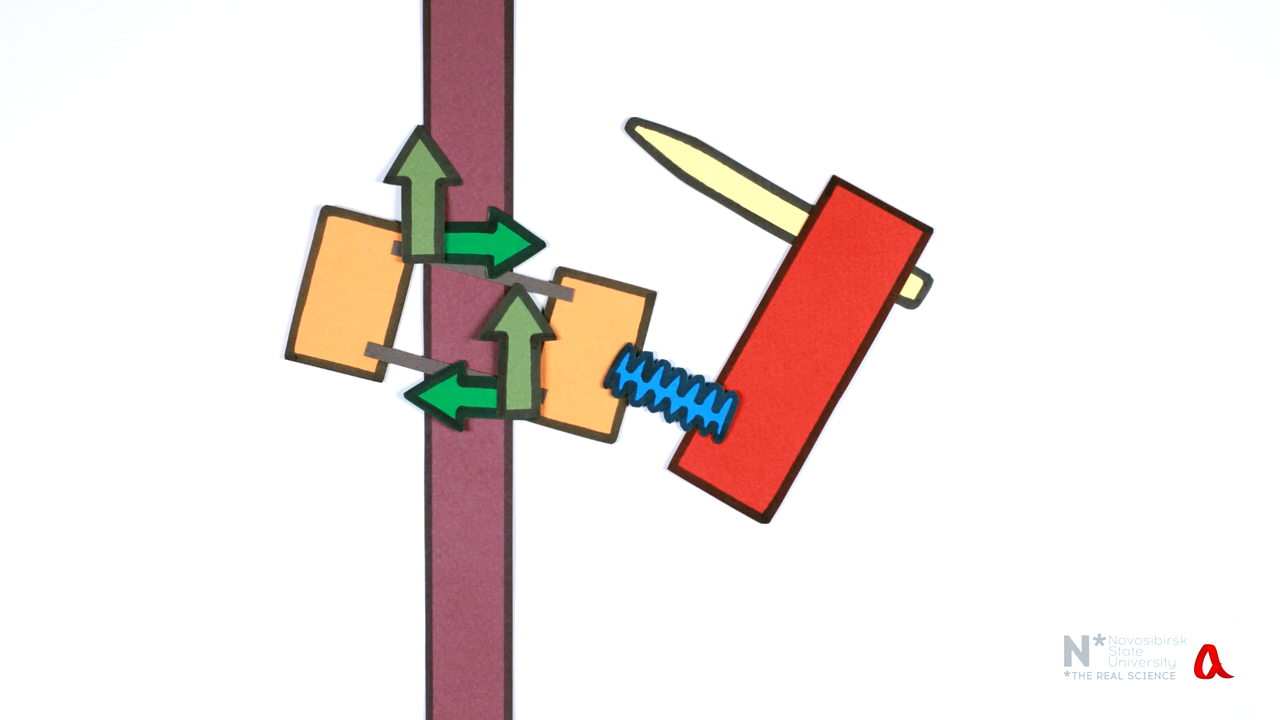 N*
Novosibirsk
State
University
*THE REAL SCIENCE
a